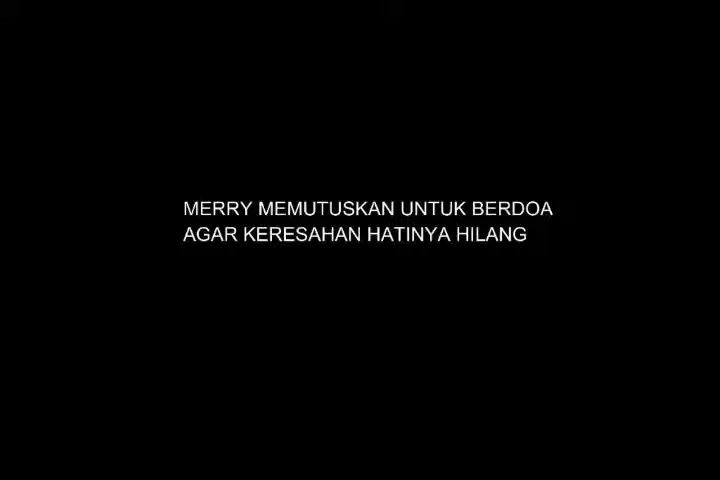 MERRY MEMUTUSKAN UNTUK BERDOA
AGAR KERESAHAN HATINYA HILANG